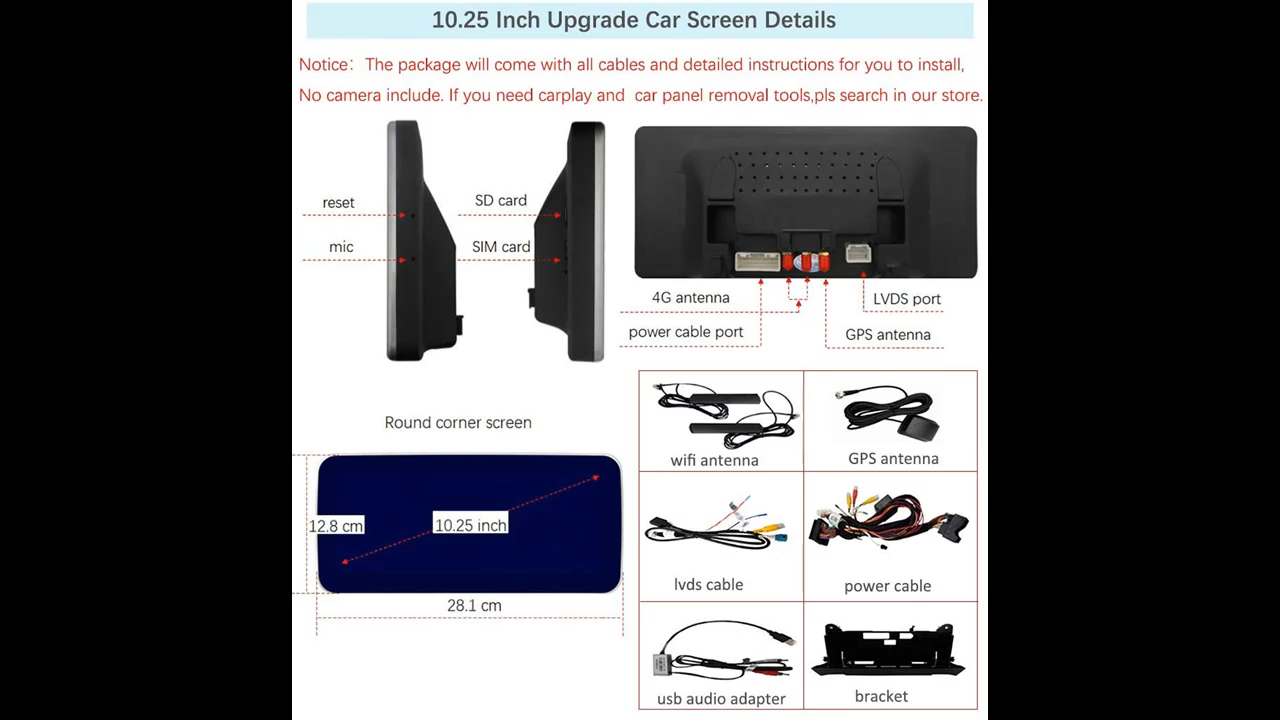 10.25 Inch Upgrade Car Screen Details
Notice: The package will come with all cables and detailed instructions for you to install,
No camera include. If you need carplay and car panel removal tools,pls search in our store.
reset
mic
SD card
SIM card
4G antenna
power cable port
LVDS port
GPS antenna
Round corner screen
12.8 cm
10.25 inch
28.1 cm
wifi antenna
GPS antenna
lvds cable
power cable
usb audio adapter
bracket